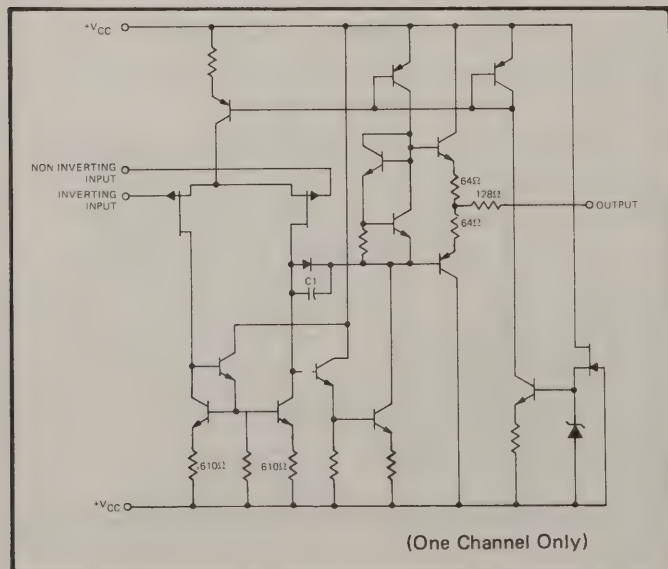 +VCC
NON INVERTING
INPUT
INVERTING
INPUT
64Ω
128Ω
OUTPUT
64Ω
C1
610Ω
610Ω
+VCC
(One Channel Only)